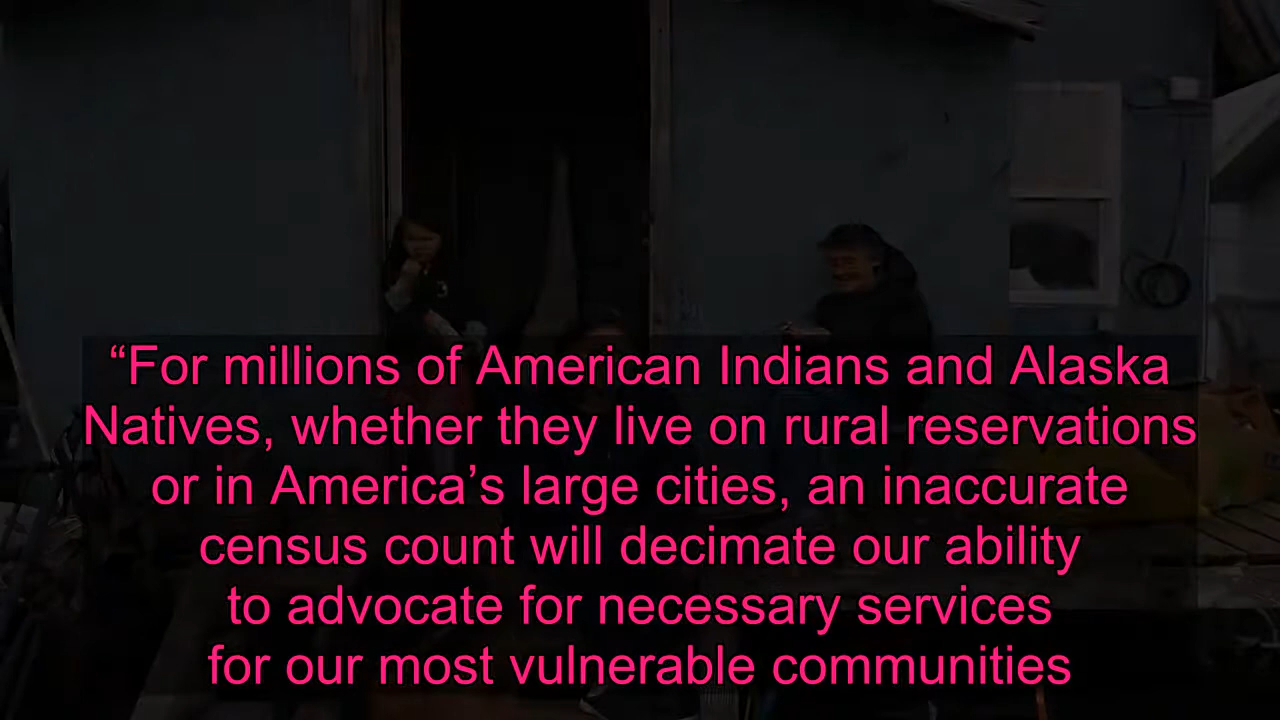 “For millions of American Indians and Alaska
Natives, whether they live on rural reservations
or in America’s large cities, an inaccurate
census count will decimate our ability
to advocate for necessary services
for our most vulnerable communities